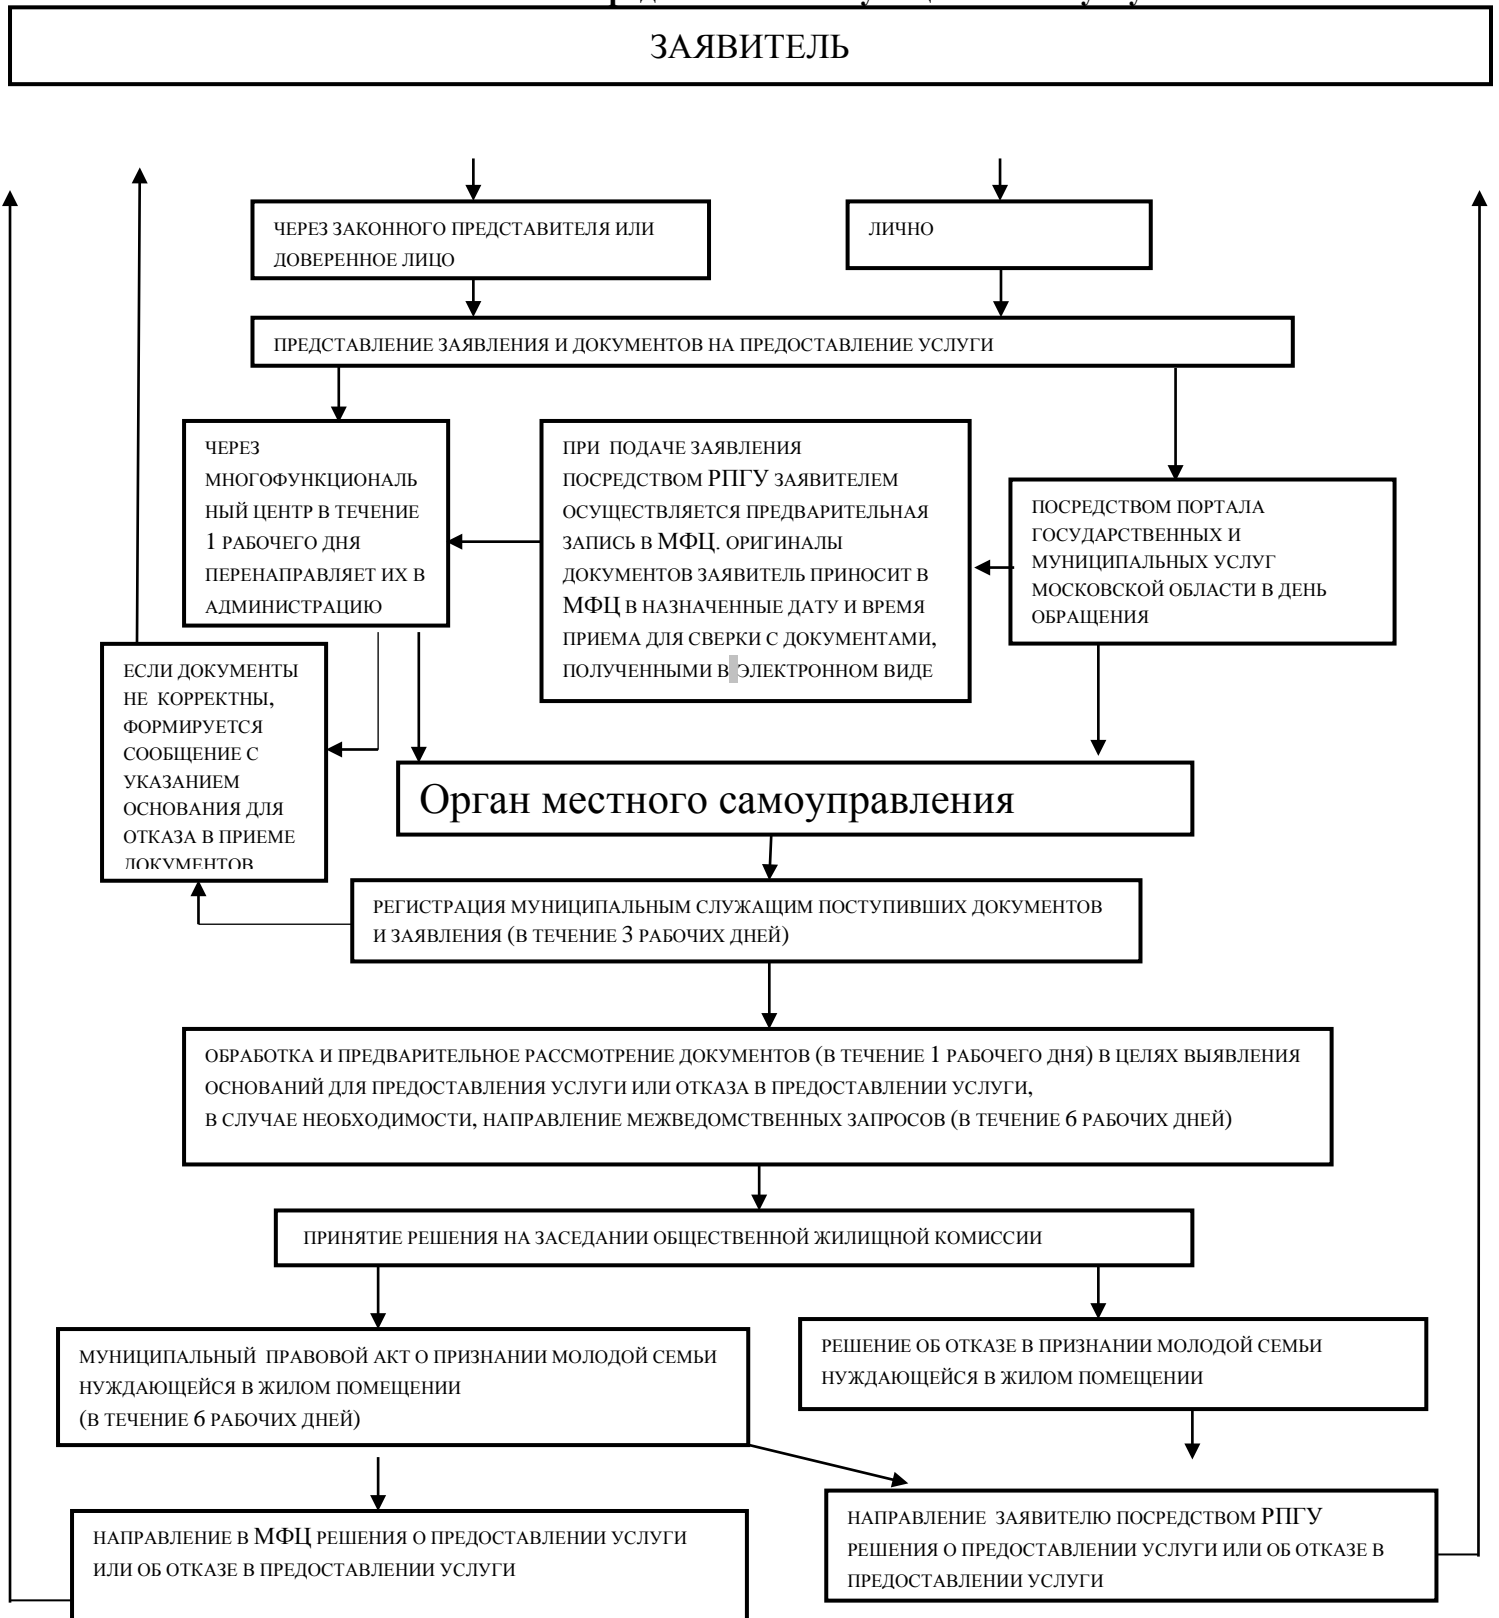 ЗАЯВИТЕЛЬ
ЧЕРЕЗ ЗАКОННОГО ПРЕДСТАВИТЕЛЯ ИЛИ
ДОВЕРЕННОЕ ЛИЦО
ЛИЧНО
ПРЕДСТАВЛЕНИЕ ЗАЯВЛЕНИЯ И ДОКУМЕНТОВ НА ПРЕДОСТАВЛЕНИЕ УСЛУГИ
ЧЕРЕЗ
МНОГОФУНКЦИОНАЛЬ
НЫЙ ЦЕНТР В ТЕЧЕНИЕ
1 РАБОЧЕГО ДНЯ
ПЕРЕНАПРАВЛЯЕТ ИХ В
АДМИНИСТРАЦИЮ
ПРИ ПОДАЧЕ ЗАЯВЛЕНИЯ
ПОСРЕДСТВОМ РПГУ ЗАЯВИТЕЛЕМ
ОСУЩЕСТВЛЯЕТСЯ ПРЕДВАРИТЕЛЬНАЯ
ЗАПИСЬ В МФЦ. ОРИГИНАЛЫ
ДОКУМЕНТОВ ЗАЯВИТЕЛЬ ПРИНОСИТ В
МФЦ В НАЗНАЧЕННЫЕ ДАТУ И ВРЕМЯ
ПРИЕМА ДЛЯ СВЕРКИ С ДОКУМЕНТАМИ,
ПОЛУЧЕННЫМИ В ЭЛЕКТРОННОМ ВИДЕ
ПОСРЕДСТВОМ ПОРТАЛА
ГОСУДАРСТВЕННЫХ И
МУНИЦИПАЛЬНЫХ УСЛУГ
МОСКОВСКОЙ ОБЛАСТИ В ДЕНЬ
ОБРАЩЕНИЯ
ЕСЛИ ДОКУМЕНТЫ
НЕ КОРРЕКТНЫ,
ФОРМИРУЕТСЯ
СООБЩЕНИЕ С
УКАЗАНИЕМ
ОСНОВАНИЯ ДЛЯ
ОТКАЗА В ПРИЕМЕ
ДОКУМЕНТОВ
Орган местного самоуправления
РЕГИСТРАЦИЯ МУНИЦИПАЛЬНЫМ СЛУЖАЩИМ ПОСТУПИВШИХ ДОКУМЕНТОВ
И ЗАЯВЛЕНИЯ (В ТЕЧЕНИЕ 3 РАБОЧИХ ДНЕЙ)
ОБРАБОТКА И ПРЕДВАРИТЕЛЬНОЕ РАССМОТРЕНИЕ ДОКУМЕНТОВ (В ТЕЧЕНИЕ 1 РАБОЧЕГО ДНЯ) В ЦЕЛЯХ ВЫЯВЛЕНИЯ
ОСНОВАНИЙ ДЛЯ ПРЕДОСТАВЛЕНИЯ УСЛУГИ ИЛИ ОТКАЗА В ПРЕДОСТАВЛЕНИИ УСЛУГИ,
В СЛУЧАЕ НЕОБХОДИМОСТИ, НАПРАВЛЕНИЕ МЕЖВЕДОМСТВЕННЫХ ЗАПРОСОВ (В ТЕЧЕНИЕ 6 РАБОЧИХ ДНЕЙ)
ПРИНЯТИЕ РЕШЕНИЯ НА ЗАСЕДАНИИ ОБЩЕСТВЕННОЙ ЖИЛИЩНОЙ КОМИССИИ
МУНИЦИПАЛЬНЫЙ ПРАВОВОЙ АКТ О ПРИЗНАНИИ МОЛОДОЙ СЕМЬИ
НУЖДАЮЩЕЙСЯ В ЖИЛОМ ПОМЕЩЕНИИ
(В ТЕЧЕНИЕ 6 РАБОЧИХ ДНЕЙ)
РЕШЕНИЕ ОБ ОТКАЗЕ В ПРИЗНАНИИ МОЛОДОЙ СЕМЬИ
НУЖДАЮЩЕЙСЯ В ЖИЛОМ ПОМЕЩЕНИИ
НАПРАВЛЕНИЕ В МФЦ РЕШЕНИЯ О ПРЕДОСТАВЛЕНИИ УСЛУГИ
ИЛИ ОБ ОТКАЗЕ В ПРЕДОСТАВЛЕНИИ УСЛУГИ
НАПРАВЛЕНИЕ ЗАЯВИТЕЛЮ ПОСРЕДСТВОМ РПГУ
РЕШЕНИЯ О ПРЕДОСТАВЛЕНИИ УСЛУГИ ИЛИ ОБ ОТКАЗЕ В
ПРЕДОСТАВЛЕНИИ УСЛУГИ